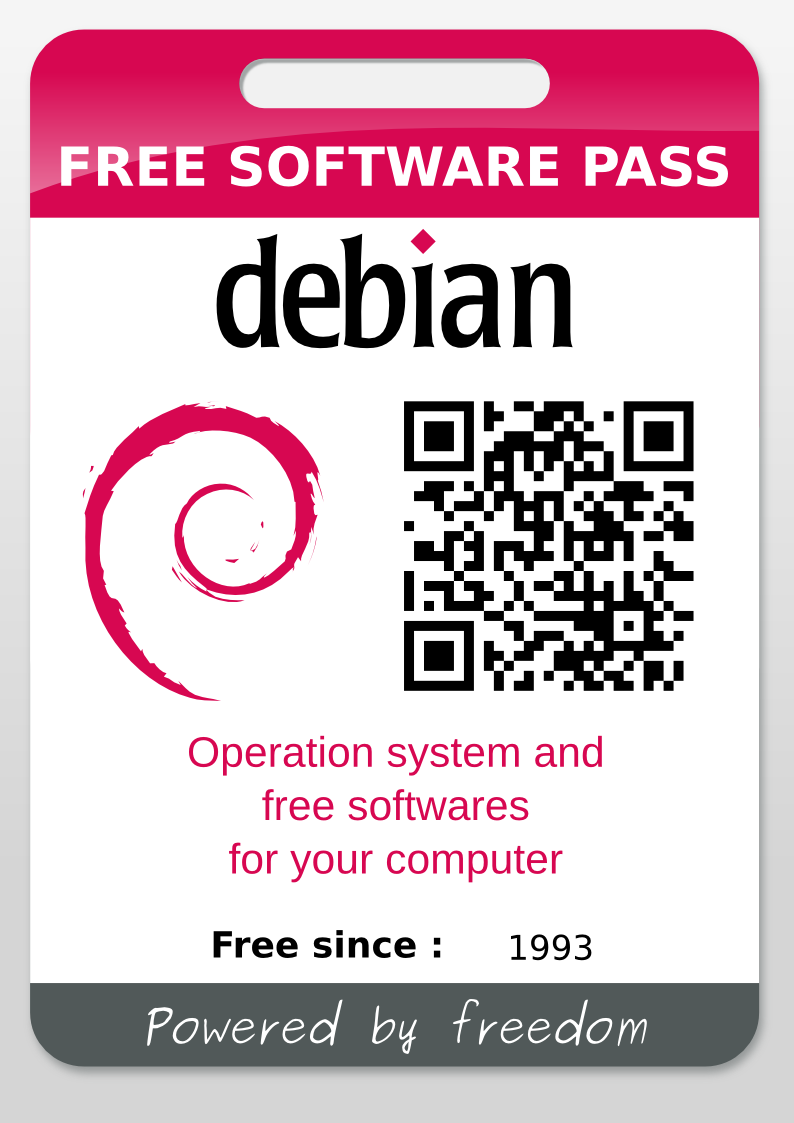 FREE SOFTWARE PASS
debian
Operation system and
free softwares
for your computer
Free since : 1993
Powered by freedom